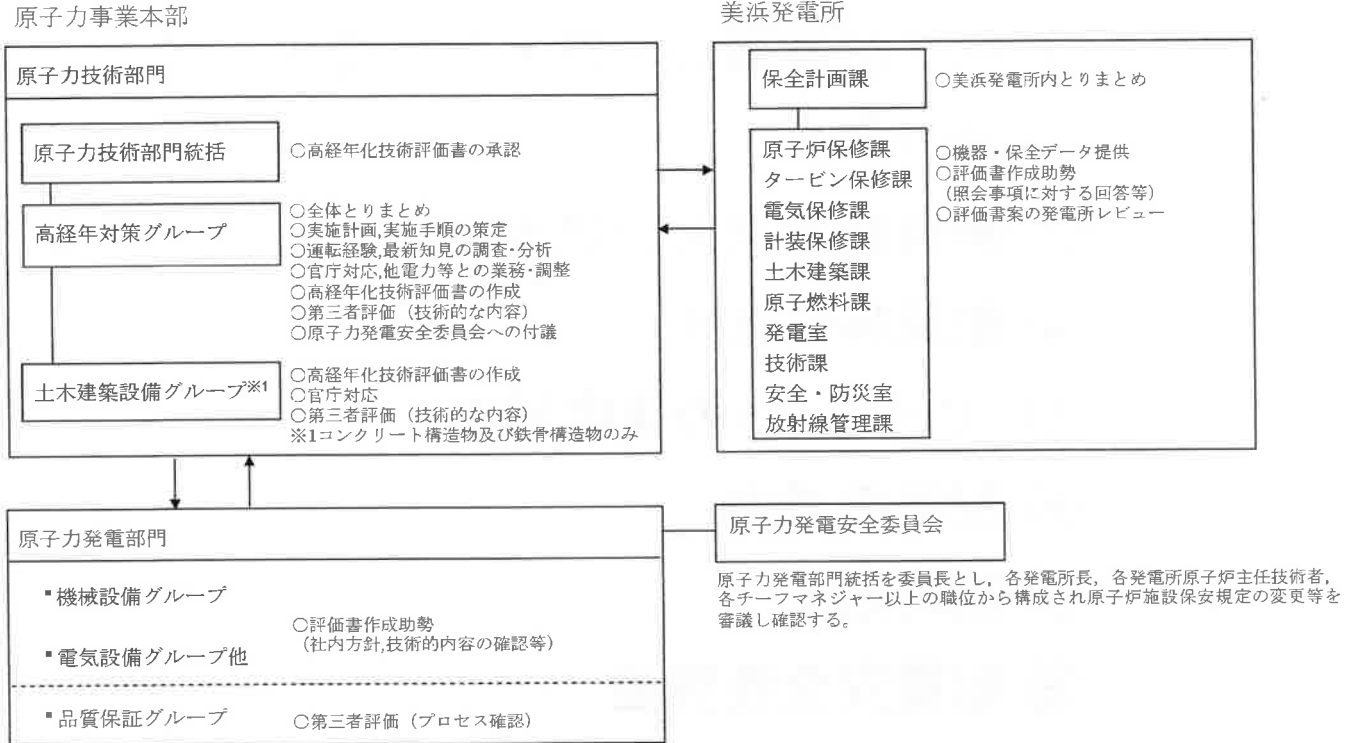 原子力事業本部
原子力技術部門
原子力技術部門統括
○高経年化技術評価書の承認
高経年対策グループ
○全体とりまとめ
○実施計画,実施手順の策定
○運転経験,最新知見の調査・分析
○官庁対応,他電力等との業務・調整
○高経年化技術評価書の作成
○第三者評価（技術的な内容）
○原子力発電安全委員会への付議
土木建築設備グループ※1
○高経年化技術評価書の作成
○官庁対応
○第三者評価（技術的な内容）
※1コンクリート構造物及び鉄骨構造物のみ
美浜発電所
保全計画課
○美浜発電所内とりまとめ
原子炉保修課
タービン保修課
電気保修課
計装保修課
土木建築課
原子燃料課
発電室
技術課
安全・防災室
放射線管理課
○機器・保全データ提供
○評価書作成助勢
（照会事項に対する回答等）
○評価書案の発電所レビュー
原子力発電部門
▪機械設備グループ
▪電気設備グループ他
○評価書作成助勢
（社内方針,技術的内容の確認等）
▪品質保証グループ
○第三者評価（プロセス確認）
原子力発電安全委員会
原子力発電部門統括を委員長とし，各発電所長，各発電所原子炉主任技術者，
各チーフマネジャー以上の職位から構成され原子炉施設保安規定の変更等を
審議し確認する。